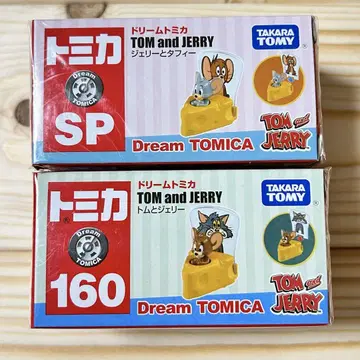 トミカ
Dream
TOMICA
SP
ドリームトミカ
TOM and JERRY
ジェリーとタフィー
TAKARA
TOMY
Dream TOMICA
TOM AND
JERRY
トミカ
Dream
TOMICA
160
ドリームトミカ
TOM and JERRY
トムとジェリー
TAKARA
TOMY
Dream TOMICA
TOM AND
JERRY